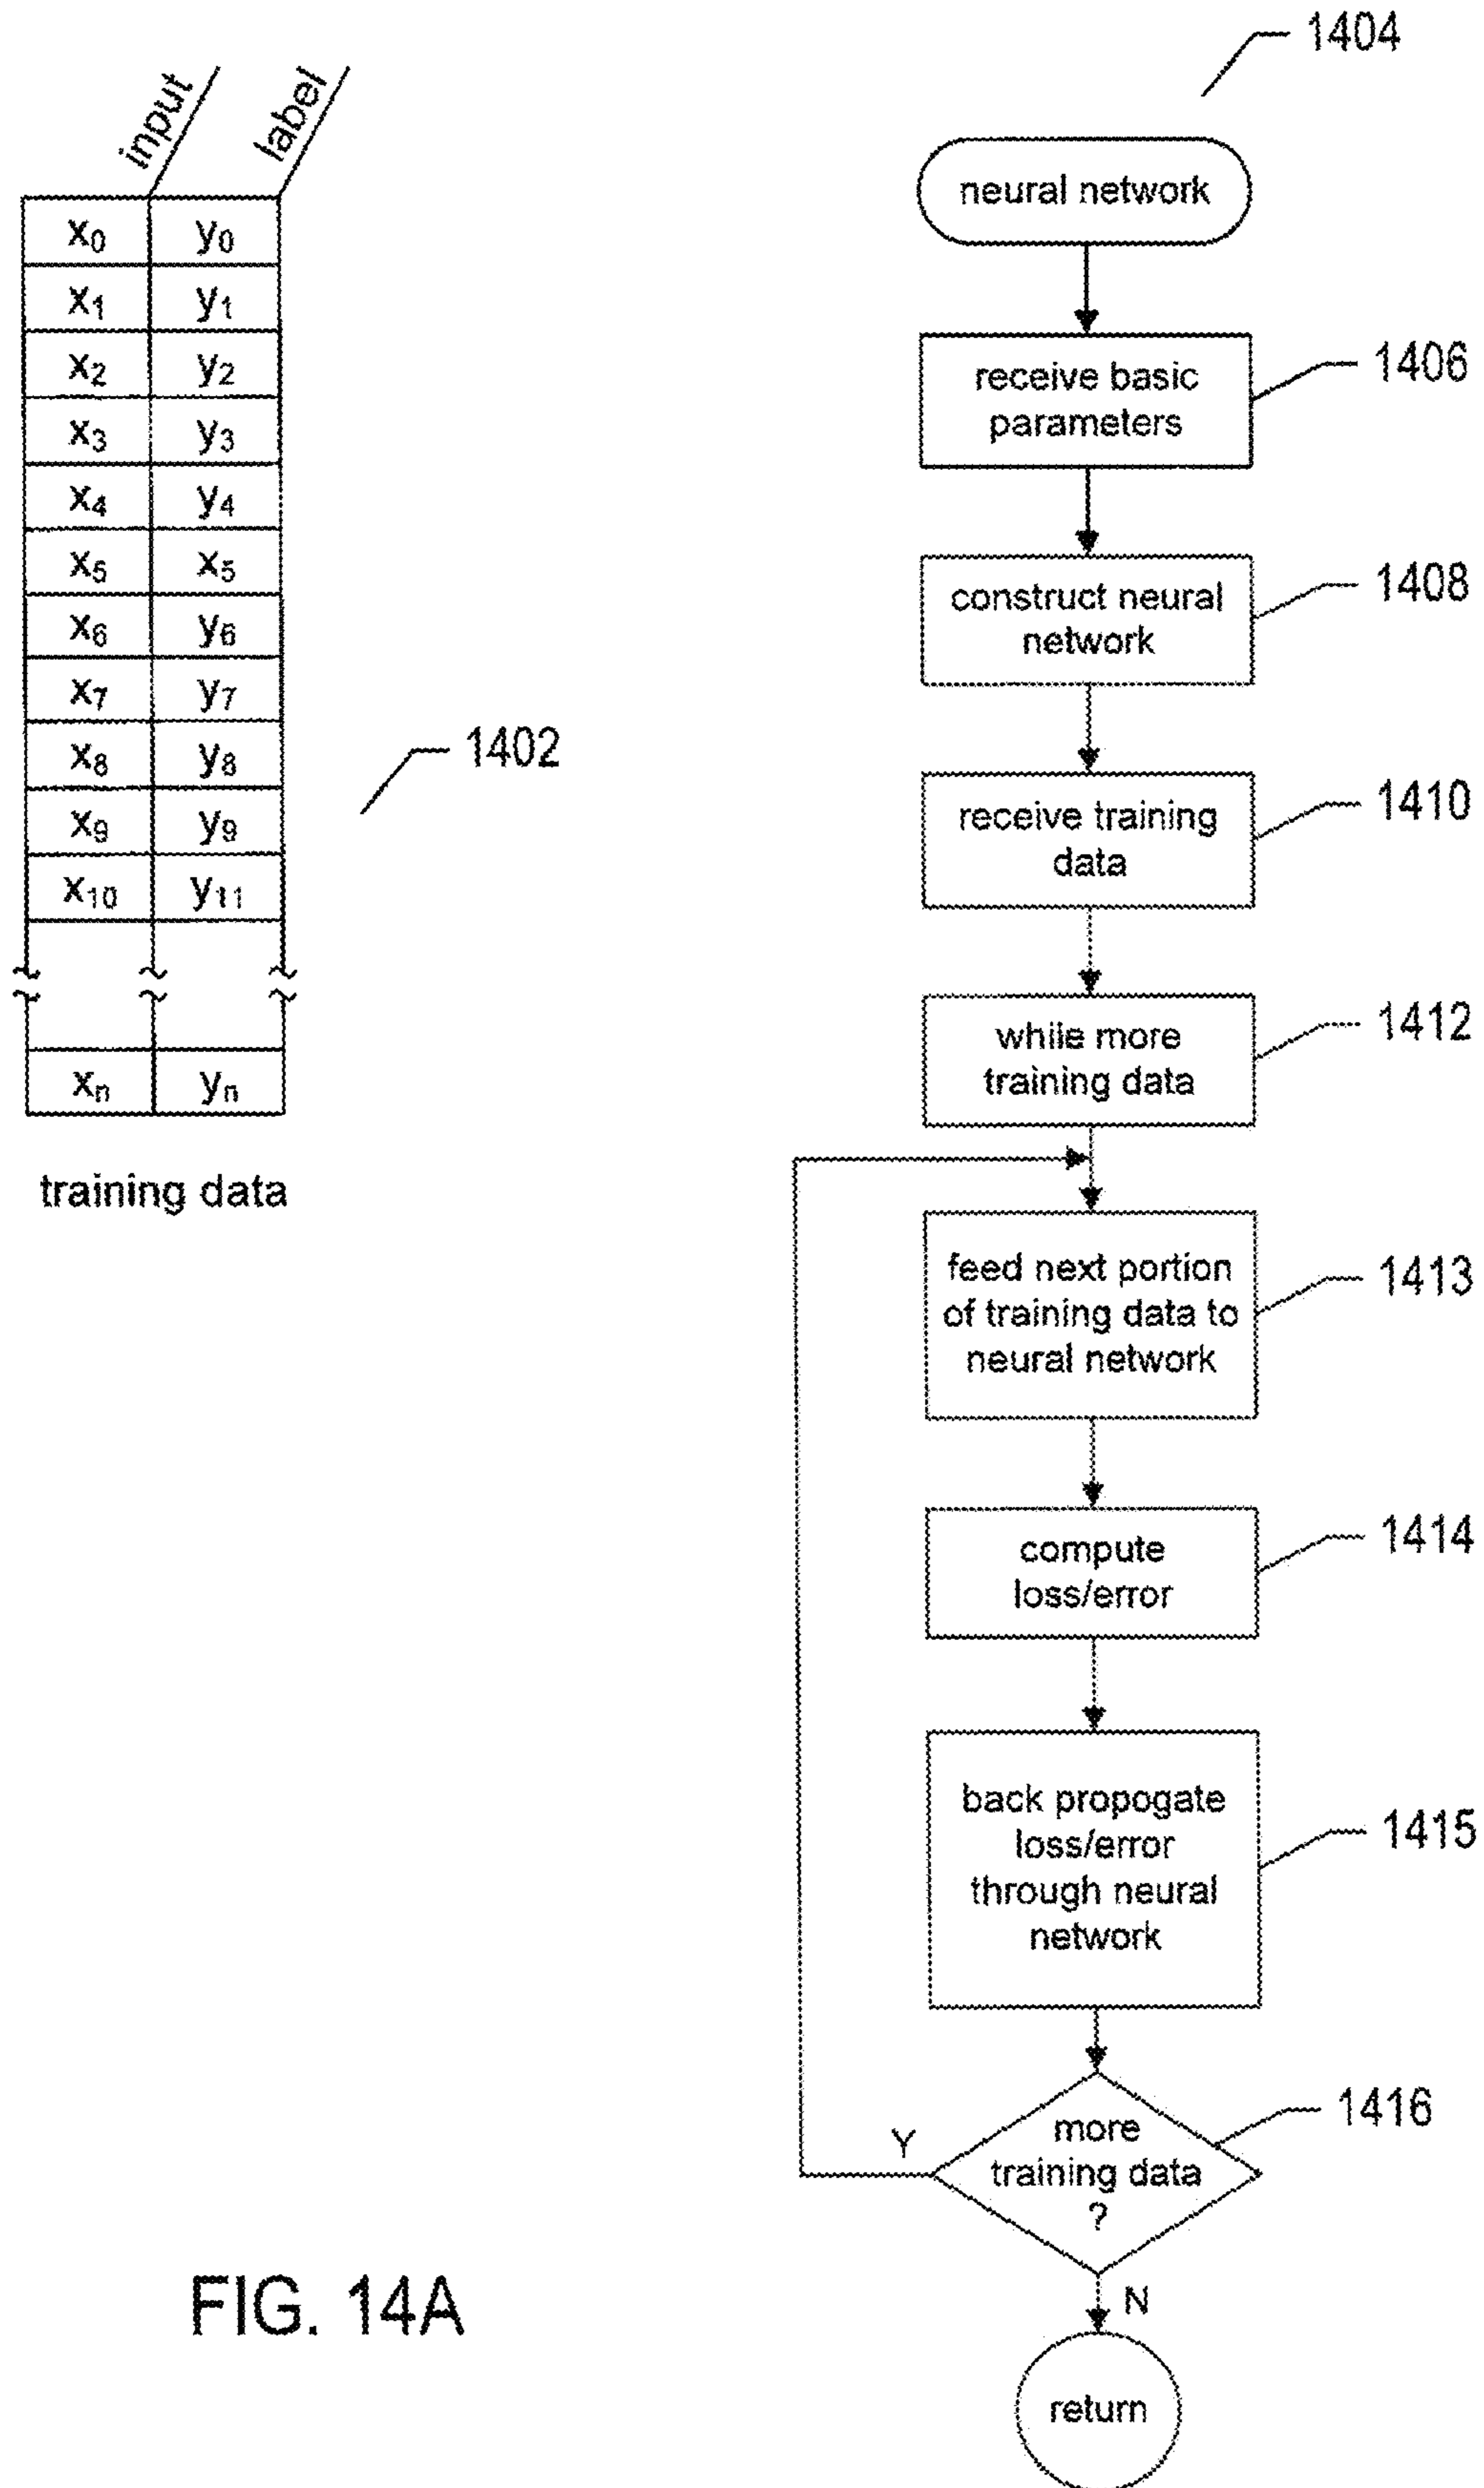 input label
x0 y0
x1 y1
x2 y2
x3 y3
x4 y4
x5 x5
x6 y6
x7 y7
x8 y8
x9 y9
x10 y11
xn yn
training data
1402
1404
neural network
receive basic
parameters
1406
construct neural
network
1408
receive training
data
1410
while more
training data
1412
feed next portion
of training data to
neural network
1413
compute
loss/error
1414
back propogate
loss/error
through neural
network
1415
more
training data
?
1416
Y
N
return
FIG. 14A